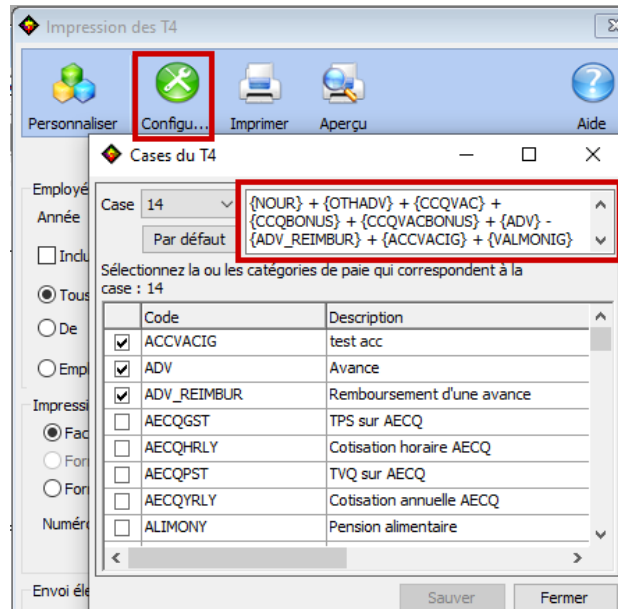 Impression des T4
Personnaliser Configu... Imprimer Aperçu Aide
Cases du T4
Employé
Case 14 {NOUR} + {OTHADV} + {CCQVAC} +
{CCQBONUS} + {CCQVACBONUS} + {ADV} -
Année
Par défaut {ADV_REIMBUR} + {ACCVACIG} + {VALMONIG}
Inclu
Sélectionnez la ou les catégories de paie qui correspondent à la
case : 14
Tous
Code Description
De
ACCVACIG test acc
ADV Avance
Empl
ADV_REIMBUR Remboursement d'une avance
Impressi
AECQGST TPS sur AECQ
Fac
AECQHRLY Cotisation horaire AECQ
For
AECQPST TVQ sur AECQ
For
AECQYRLY Cotisation annuelle AECQ
Numéro
ALIMONY Pension alimentaire
Envoi éle
Sauver Fermer